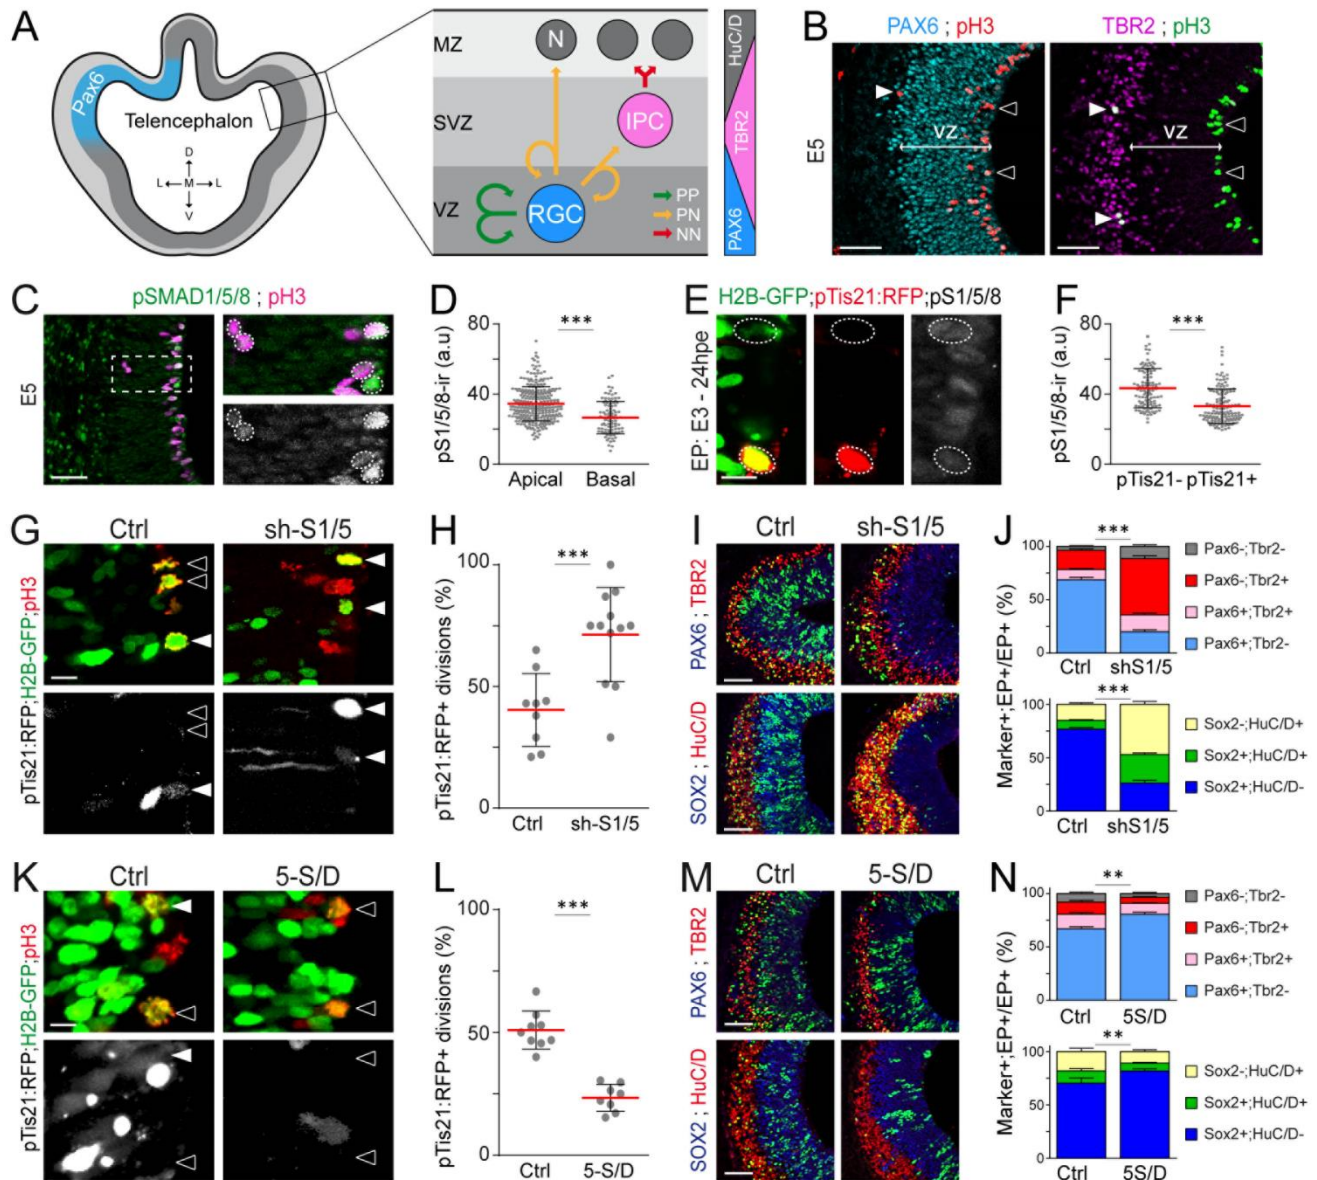 A
Pax6
Telencephalon
D
L M L
V
MZ
SVZ
VZ
N
IPC
RGC
PP
PN
NN
HuC/D
TBR2
PAX6
B
PAX6 ; pH3
TBR2 ; pH3
E5
VZ
VZ
C
pSMAD1/5/8 ; pH3
E5
D
pS1/5/8-ir (a.u)
80
40
0
***
Apical Basal
E
H2B-GFP;pTis21:RFP;pS1/5/8
EP: E3 - 24hpe
F
pS1/5/8-ir (a.u)
80
40
0
***
pTis21- pTis21+
G
Ctrl
sh-S1/5
pTis21:RFP;H2B-GFP;pH3
H
pTis21:RFP+ divisions (%)
100
50
0
***
Ctrl sh-S1/5
I
Ctrl
sh-S1/5
PAX6 ; TBR2
SOX2 ; HuC/D
J
Marker+;EP+/EP+ (%)
***
100
50
0
Ctrl shS1/5
Pax6-;Tbr2-
Pax6-;Tbr2+
Pax6+;Tbr2+
Pax6+;Tbr2-
***
100
50
0
Ctrl shS1/5
Sox2-;HuC/D+
Sox2+;HuC/D+
Sox2+;HuC/D-
K
Ctrl
5-S/D
pTis21:RFP;H2B-GFP;pH3
L
pTis21:RFP+ divisions (%)
100
50
0
***
Ctrl 5-S/D
M
Ctrl
5-S/D
PAX6 ; TBR2
SOX2 ; HuC/D
N
Marker+;EP+/EP+ (%)
**
100
50
0
Ctrl 5S/D
Pax6-;Tbr2-
Pax6-;Tbr2+
Pax6+;Tbr2+
Pax6+;Tbr2-
**
100
50
0
Ctrl 5S/D
Sox2-;HuC/D+
Sox2+;HuC/D+
Sox2+;HuC/D-